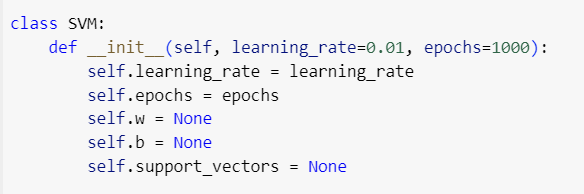 class SVM:
    def __init__(self, learning_rate=0.01, epochs=1000):
        self.learning_rate = learning_rate
        self.epochs = epochs
        self.w = None
        self.b = None
        self.support_vectors = None